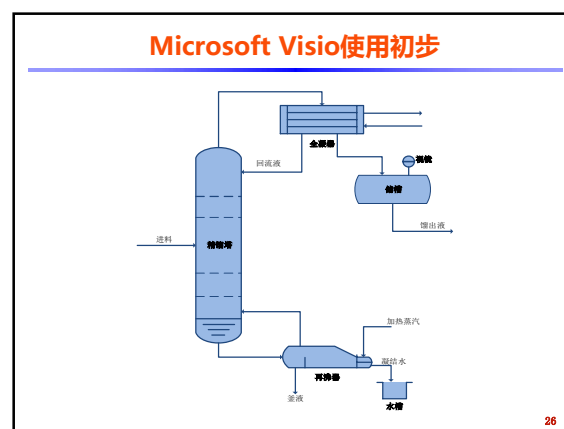 Microsoft Visio使用初步
全凝器
回流液
视镜
储槽
馏出液
进料
精馏塔
加热蒸汽
凝结水
再沸器
釜液
水槽
26